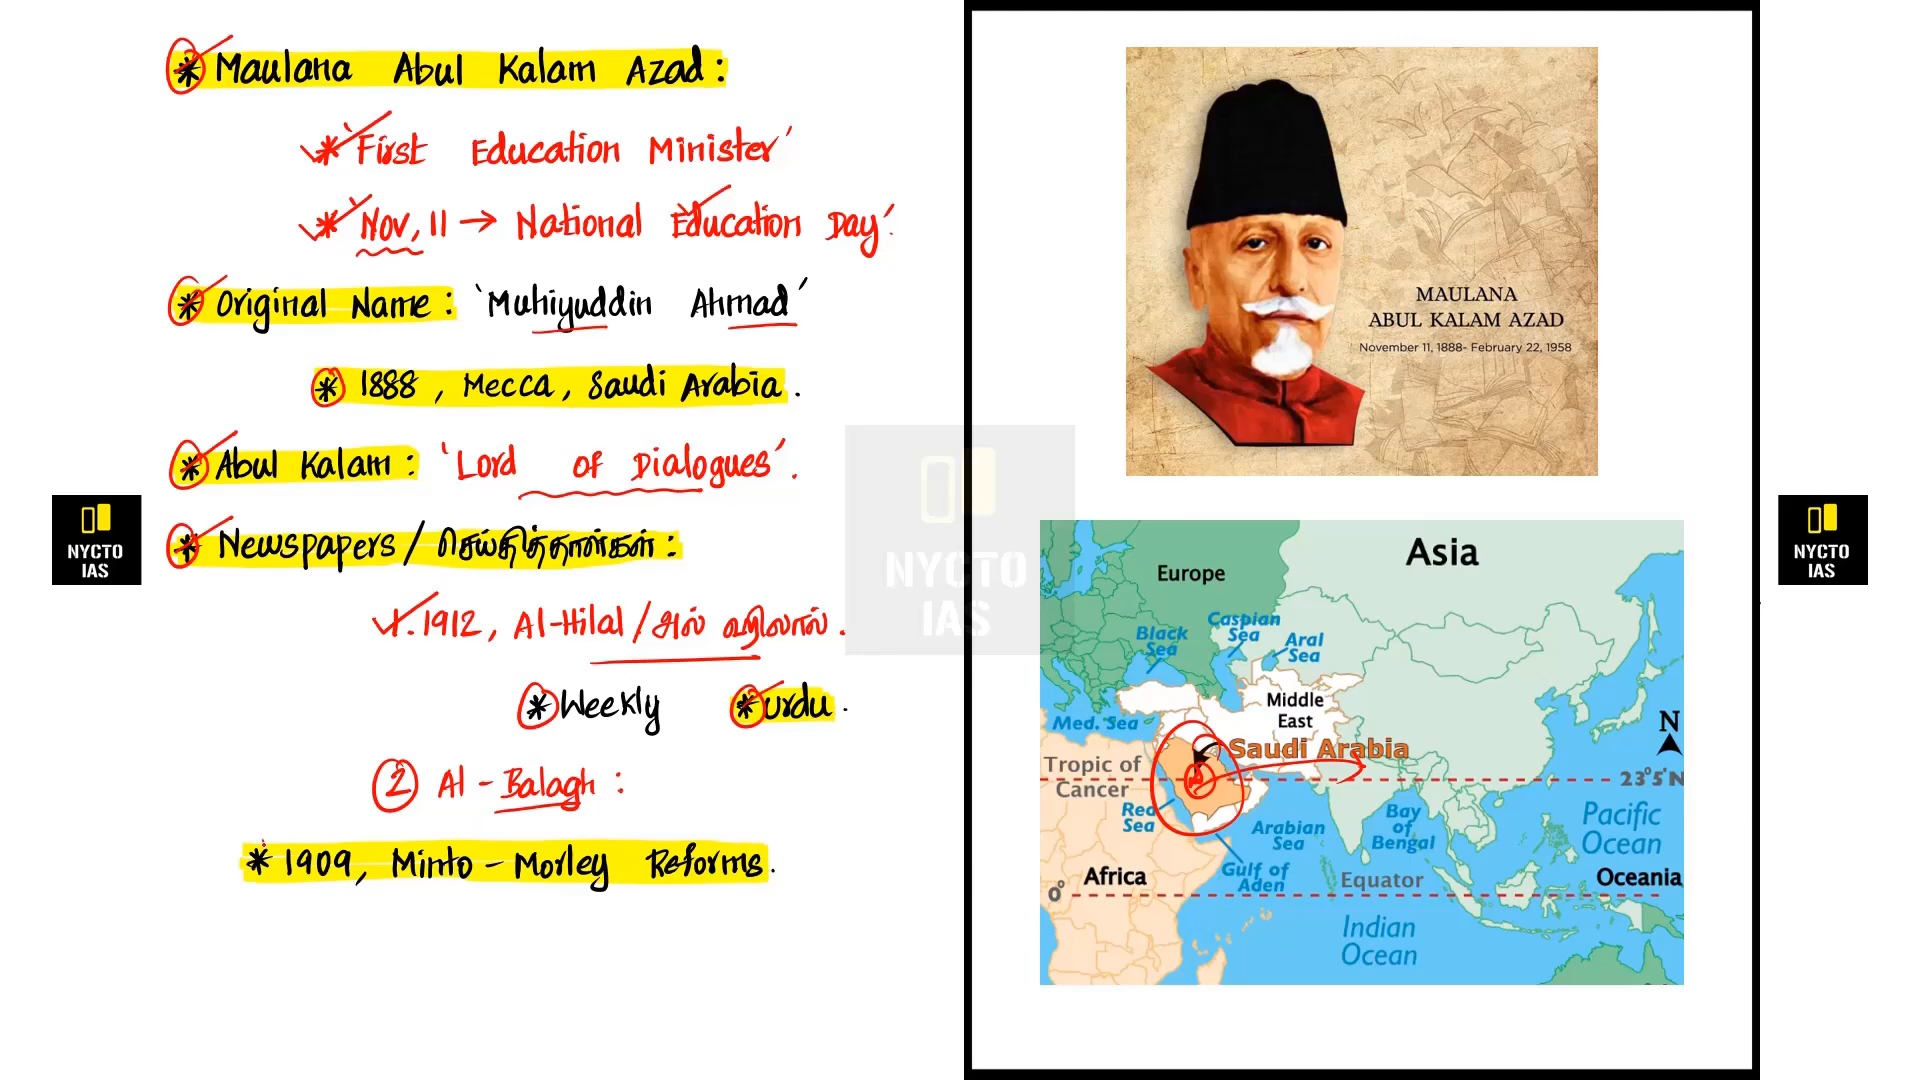 * Maulana Abul Kalam Azad:
* 'First Education Minister'
* 'Nov, 11 → National Education Day'.
* Original Name: 'Muhiyuddin Ahmad'
* 1888, Mecca, Saudi Arabia.
* Abul Kalam: 'Lord of Dialogues'.
* Newspapers / செய்தித்தாள்கள்:
1. 1912, Al-Hilal / அல் ஹிலால்.
* Weekly * urdu.
② Al-Balagh:
* 1909, Minto-Morley Reforms.
NYCTO
IAS
NYCTO
IAS
MAULANA
ABUL KALAM AZAD
November 11, 1888- February 22, 1958
Asia
Europe
Caspian
Sea
Black
Sea
Aral
Sea
Middle
East
Med. Sea
N
Saudi Arabia
Tropic of
Cancer
23°5'N
Red
Sea
Arabian
Sea
Bay
of
Bengal
Pacific
Ocean
Gulf of
Aden
Africa
Equator
Oceania
0°
Indian
Ocean
NYCTO
IAS